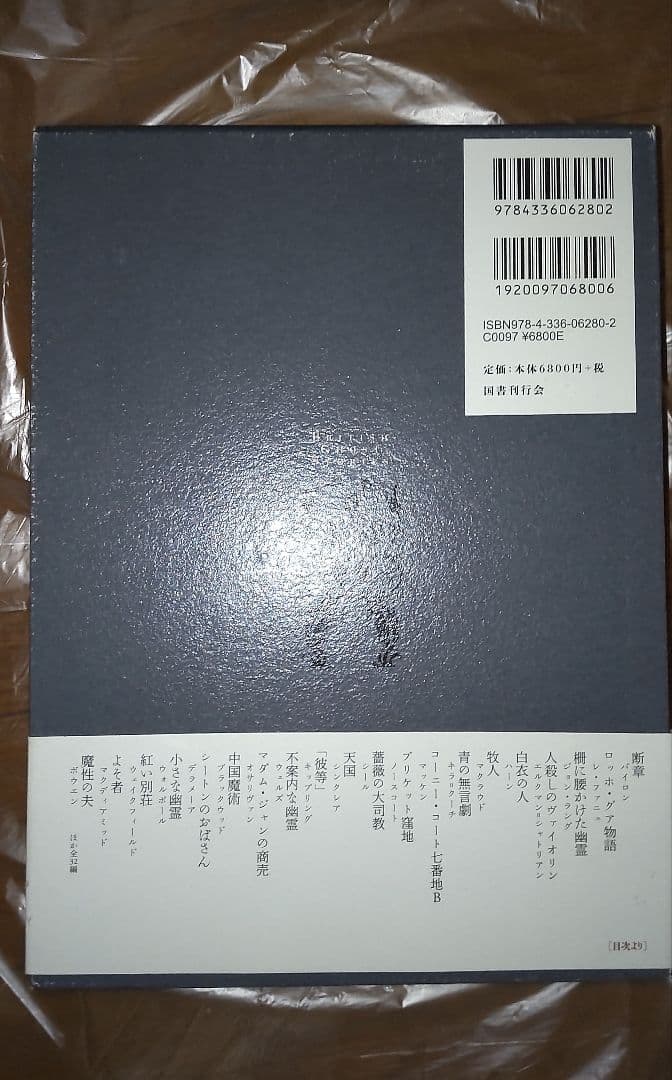 9784336062802
1920097068006
ISBN978-4-336-06280-2
C0097 ¥6800E
定価：本体6800円+税
国書刊行会
BRITISH
GHOST
断章
バイロン
ロッホ・グア物語
レ・ファニュ
柵に腰かけた幽霊
ジョン・ラング
人殺しのヴァイオリン
エルクマン＝シャトリアン
白衣の人
ハーン
牧人
マクラウド
青の無言劇
キラ＝クーチ
コーニー・コート七番地B
マッケン
ブリケット窪地
ノースコート
薔薇の大司教
シール
天国
シンクレア
「彼等」
キップリング
不案内な幽霊
ウェルズ
マダム・ジャンの商売
オサリヴァン
中国魔術
ブラックウッド
シートンのおばさん
デラメーア
小さな幽霊
ウォルポール
紅い別荘
ウェイクフィールド
よそ者
マクディアミッド
魔性の夫
ボウエン
ほか全32編
［目次より］